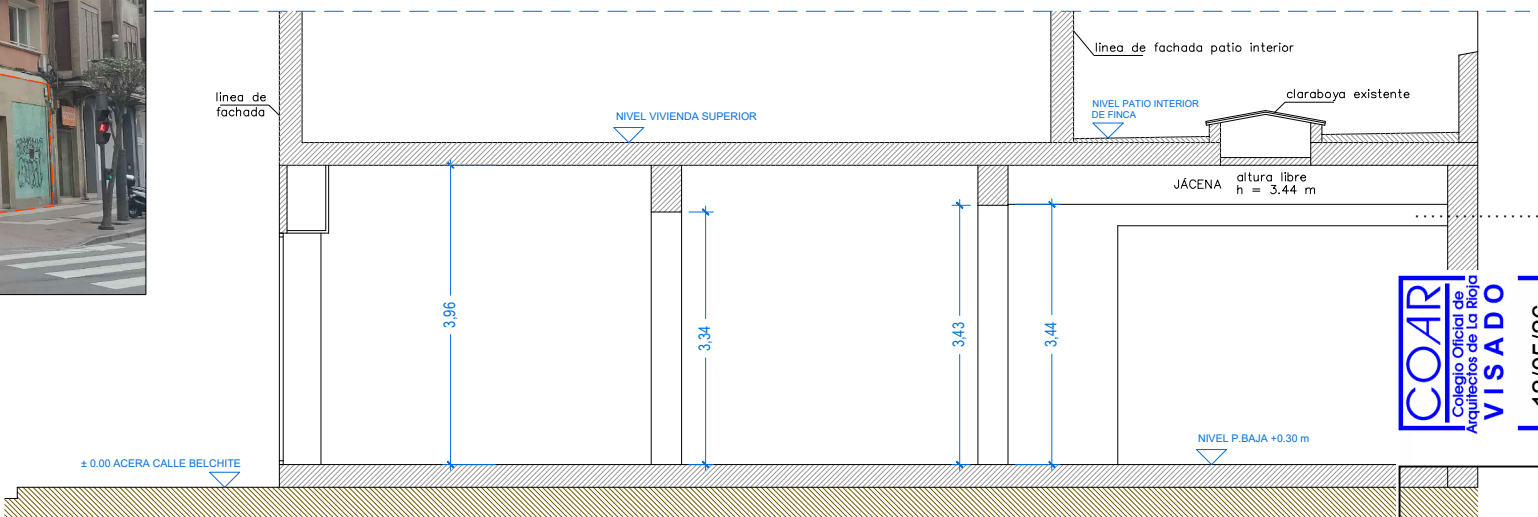 linea de
fachada
NIVEL VIVIENDA SUPERIOR
linea de fachada patio interior
claraboya existente
NIVEL PATIO INTERIOR
DE FINCA
JÁCENA
altura libre
h = 3.44 m
3,96
3,34
3,43
3,44
± 0.00 ACERA CALLE BELCHITE
NIVEL P.BAJA +0.30 m
COAR
Colegio Oficial de
Arquitectos de La Rioja
VISADO